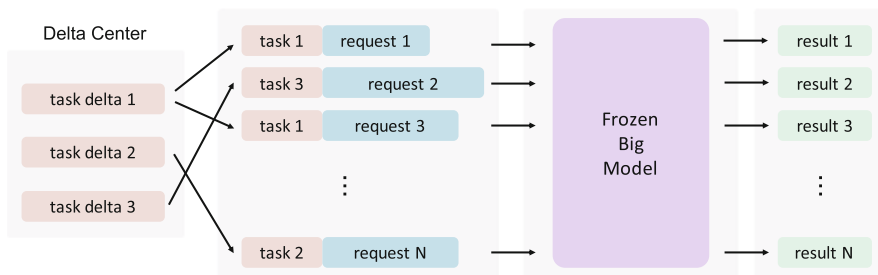 Delta Center
task delta 1
task delta 2
task delta 3
task 1 request 1
task 3 request 2
task 1 request 3
⋮
task 2 request N
Frozen
Big
Model
result 1
result 2
result 3
⋮
result N